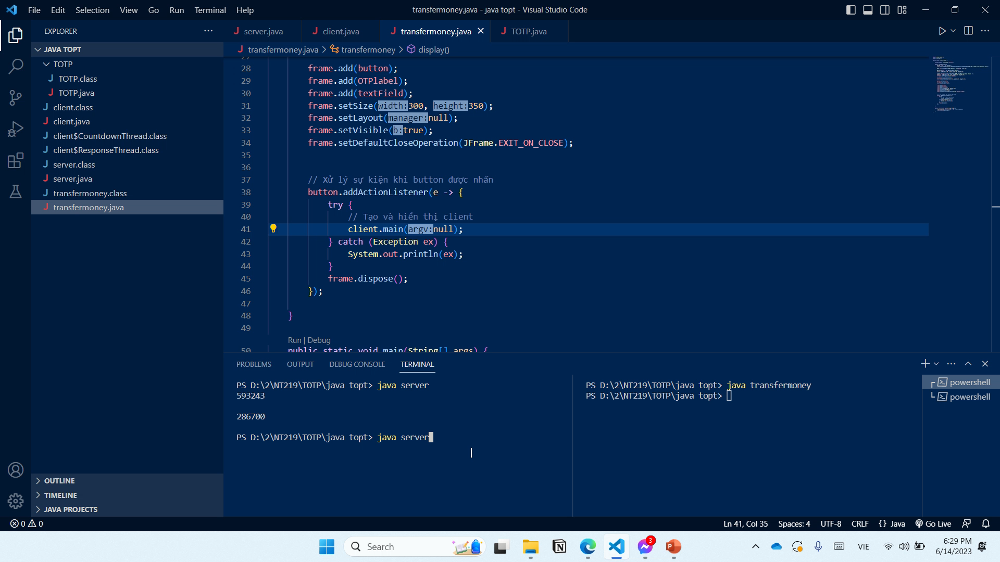 File Edit Selection View Go Run Terminal Help
transfermoney.java - java topt - Visual Studio Code
EXPLORER
JAVA TOPT
TOTP
TOTP.class
TOTP.java
client.class
client.java
client$CountdownThread.class
client$ResponseThread.class
server.class
server.java
transfermoney.class
transfermoney.java
OUTLINE
TIMELINE
JAVA PROJECTS
server.java client.java transfermoney.java TOTP.java
transfermoney.java > transfermoney > display()
27
28 frame.add(button);
29 frame.add(OTPlabel);
30 frame.add(textField);
31 frame.setSize(width:300, height:350);
32 frame.setLayout(manager:null);
33 frame.setVisible(b:true);
34 frame.setDefaultCloseOperation(JFrame.EXIT_ON_CLOSE);
35
36
37 // Xử lý sự kiện khi button được nhấn
38 button.addActionListener(e -> {
39 try {
40 // Tạo và hiển thị client
41 client.main(argv:null);
42 } catch (Exception ex) {
43 System.out.println(ex);
44 }
45 frame.dispose();
46 });
47
48 }
49
Run | Debug
50 public static void main(String[] args) {
PROBLEMS OUTPUT DEBUG CONSOLE TERMINAL
PS D:\2\NT219\TOTP\java topt> java server
593243
286700
PS D:\2\NT219\TOTP\java topt> java server
PS D:\2\NT219\TOTP\java topt> java transfermoney
PS D:\2\NT219\TOTP\java topt>
powershell
powershell
0 0
Ln 41, Col 35 Spaces: 4 UTF-8 CRLF {} Java Go Live
Search
3
VIE
6:29 PM
6/14/2023